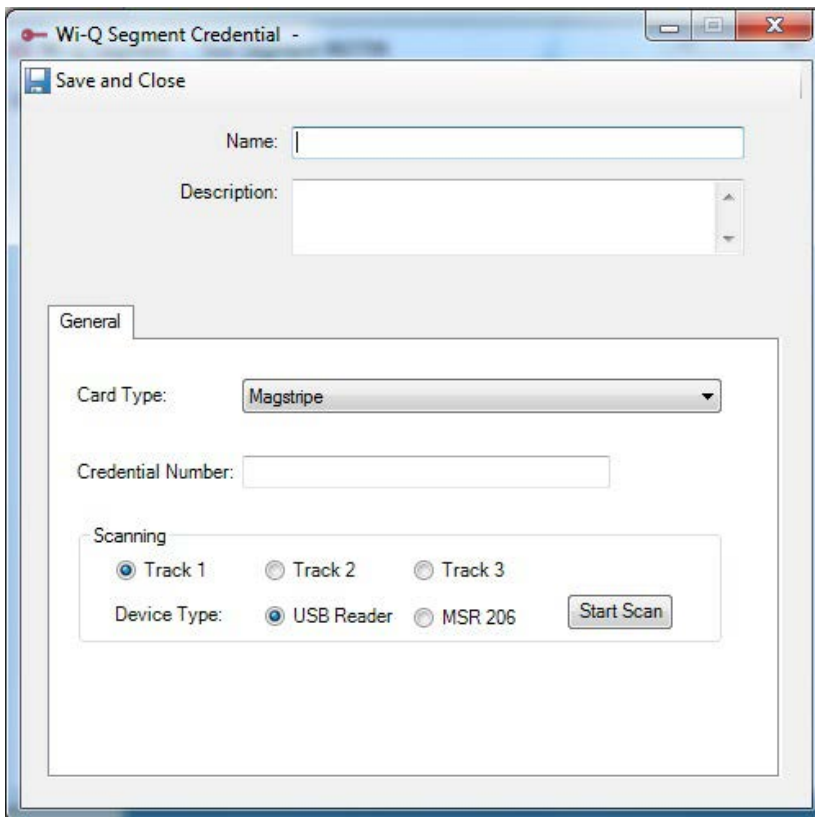 Wi-Q Segment Credential -
Save and Close
Name:
Description:
General
Card Type: Magstripe
Credential Number:
Scanning
Track 1 Track 2 Track 3
Device Type: USB Reader MSR 206 Start Scan